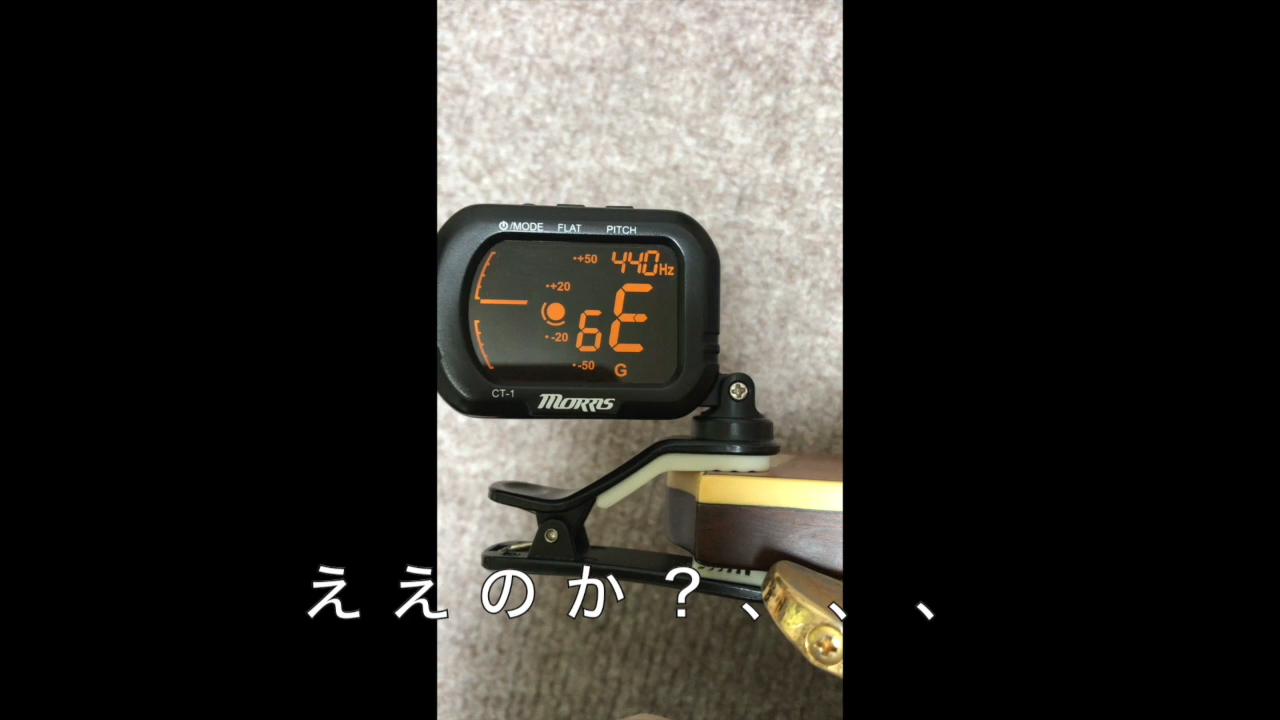 ⏻/MODE FLAT PITCH
+50 440Hz
+20
6E
-20
-50 G
CT-1 MORRIS
ええのか？、、、